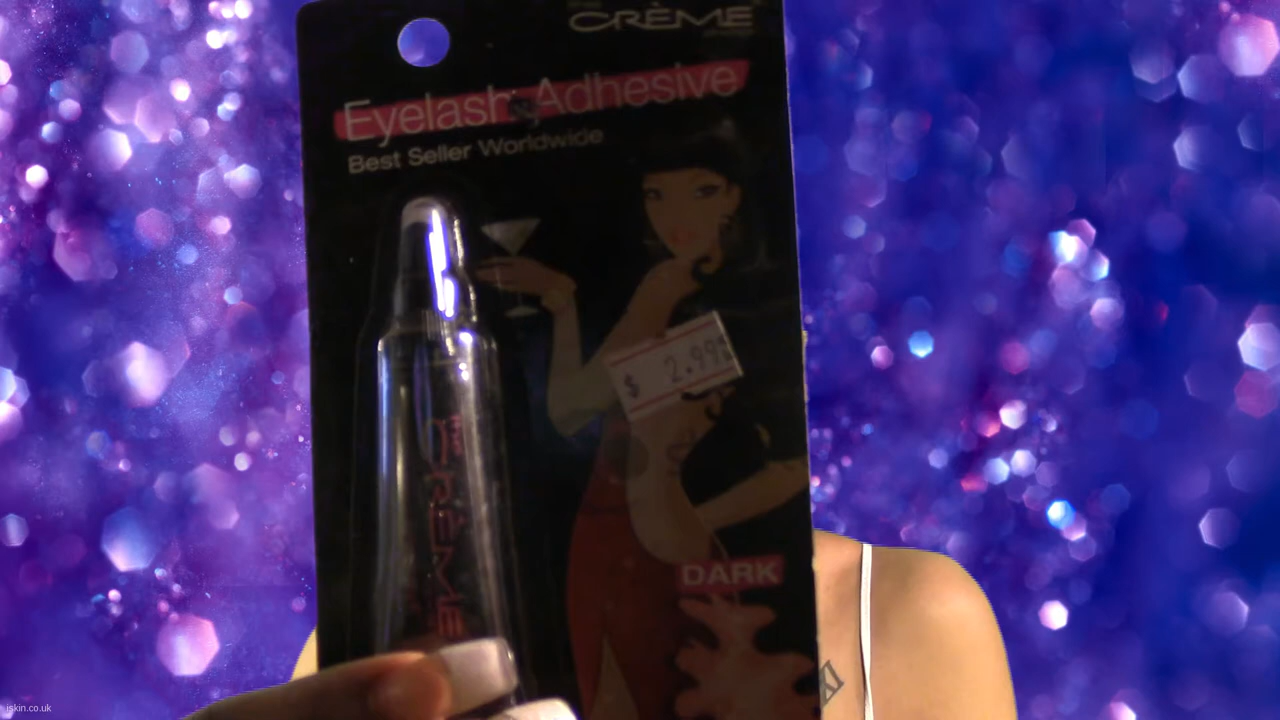 CRÈME
Eyelash Adhesive
Best Seller Worldwide
$ 2.99
CRÈME
DARK
iskin.co.uk